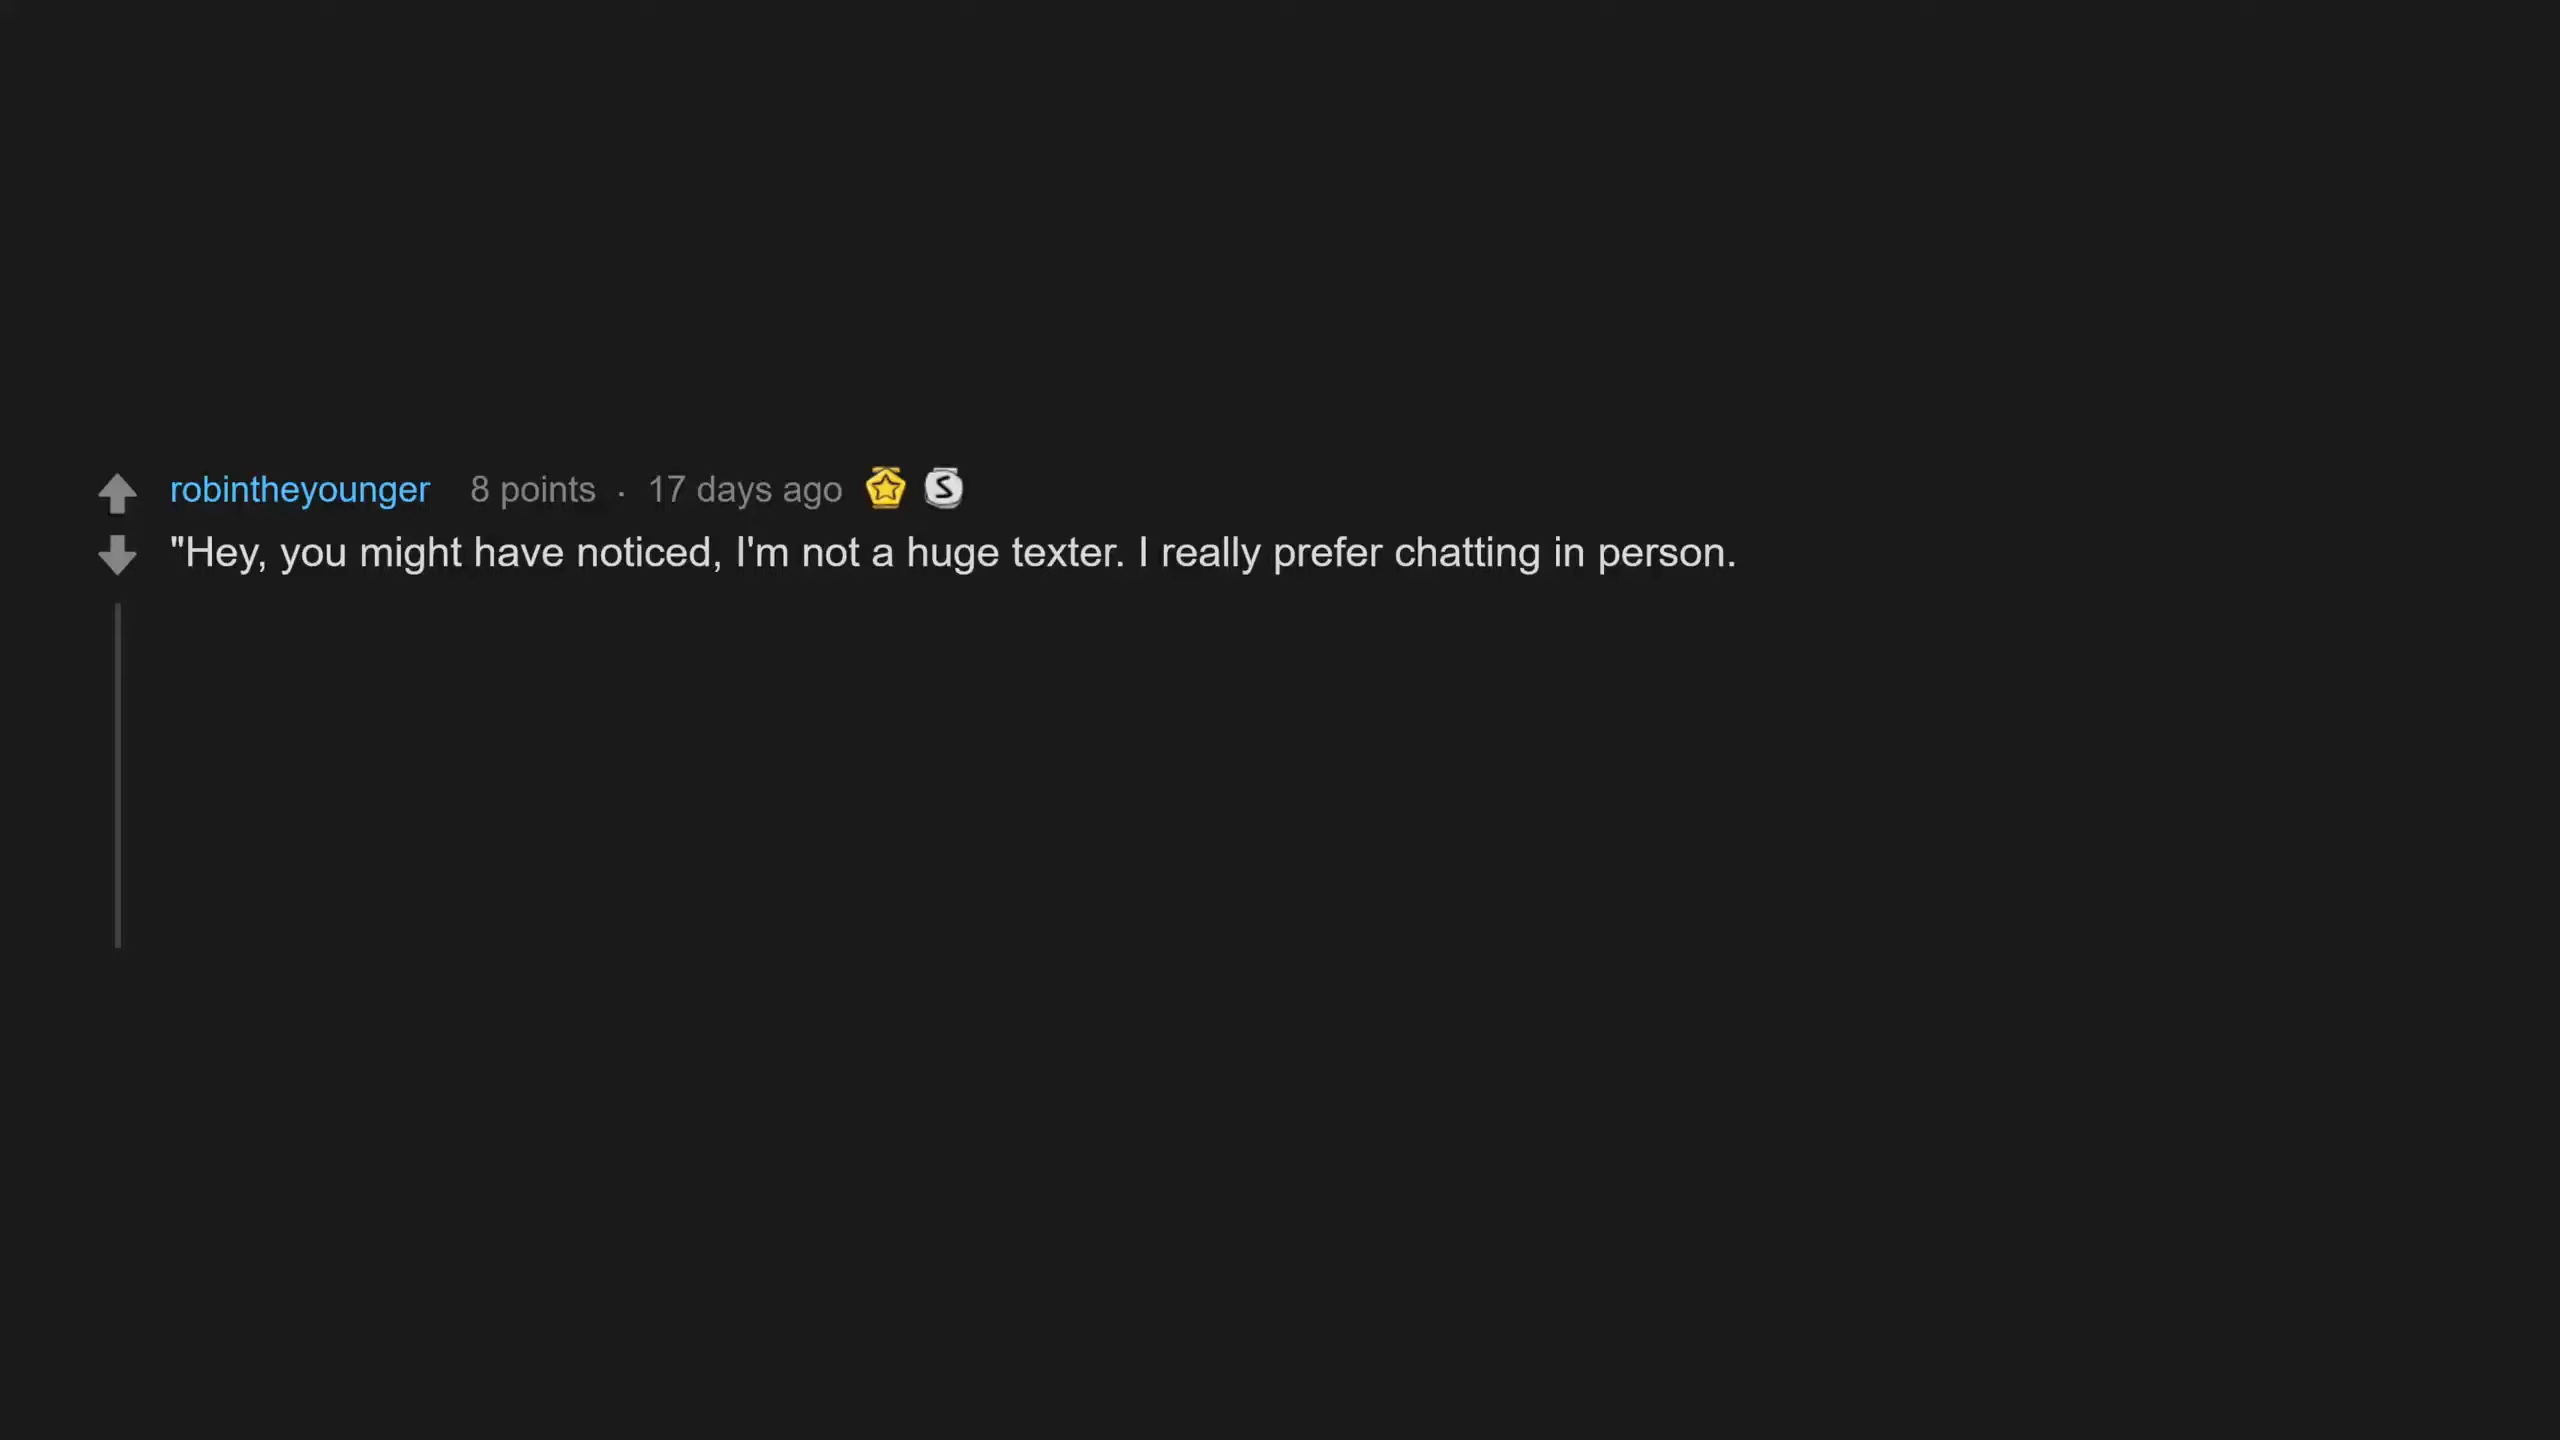 robintheyounger 8 points · 17 days ago S
"Hey, you might have noticed, I'm not a huge texter. I really prefer chatting in person.